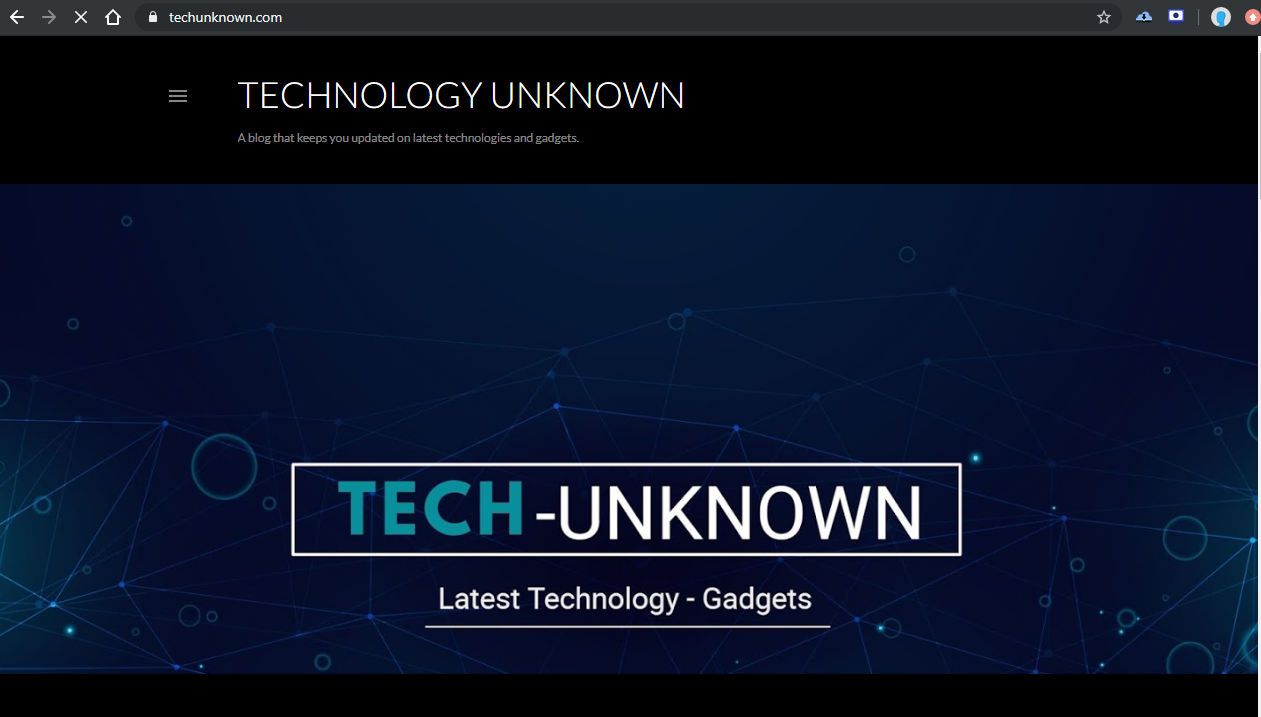 techunknown.com
TECHNOLOGY UNKNOWN
A blog that keeps you updated on latest technologies and gadgets.
TECH-UNKNOWN
Latest Technology - Gadgets